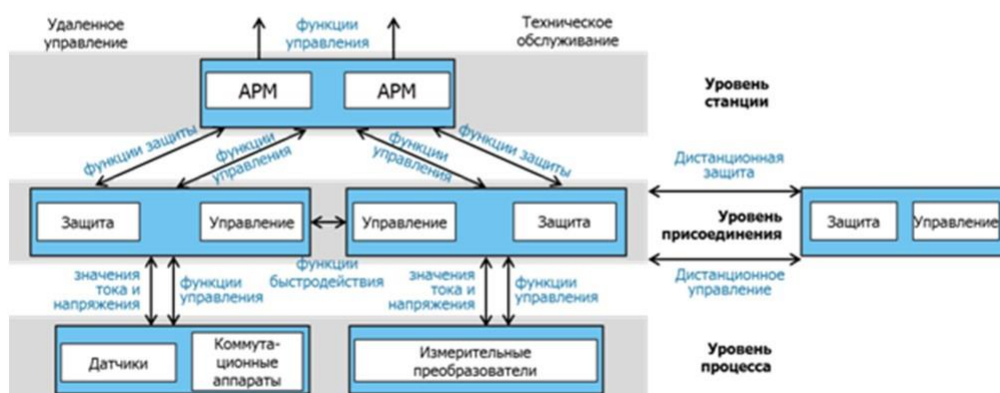 Удаленное
управление
функции
управления
Техническое
обслуживание
АРМ
АРМ
Уровень
станции
функции защиты
функции
управления
функции
управления
функции защиты
Дистанционная
защита
Защита
Управление
Управление
Защита
Уровень
присоединения
Защита
Управление
значения
тока и
напряжения
функции
управления
функции
быстродействия
значения
тока и
напряжения
функции
управления
Дистанционное
управление
Датчики
Коммута-
ционные
аппараты
Измерительные
преобразователи
Уровень
процесса